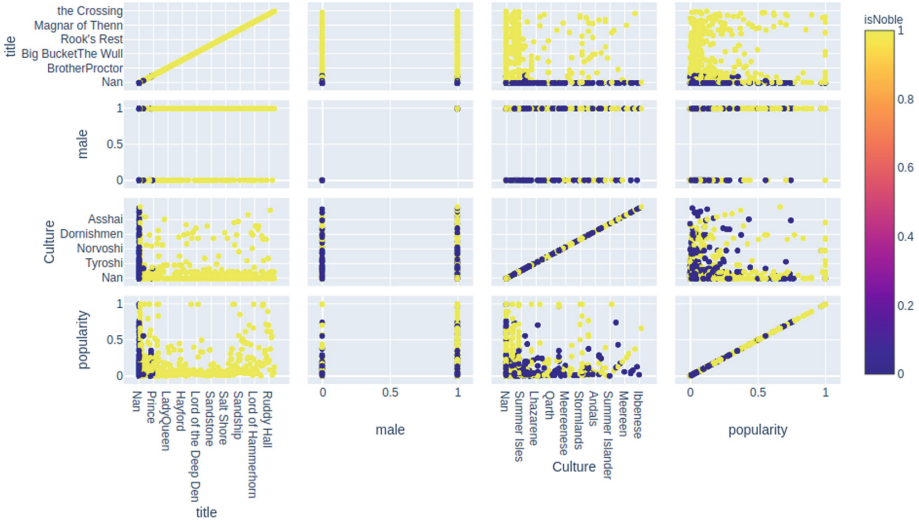 isNoble
the Crossing
Magnar of Thenn
Rook's Rest
Big BucketThe Wull
BrotherProctor
Nan
title
1
0.8
0.6
0.4
0.2
0
1
0.5
0
male
Asshai
Dornishmen
Norvoshi
Tyroshi
Nan
Culture
1
0.5
0
popularity
Nan
Prince
LadyQueen
Hayford
Lord of the Deep Den
Sandstone
Salt Shore
Sandship
Lord of Hammerhorn
Ruddy Hall
title
0
0.5
1
male
Nan
Summer Isles
Lhazarene
Qarth
Meereenese
Stormlands
Andals
Summer Islander
Meereen
Ibbenese
Culture
0
0.5
1
popularity